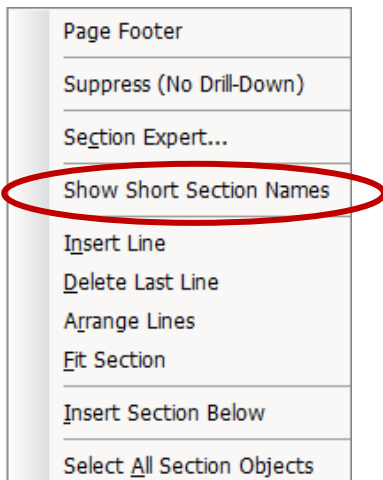 Page Footer
Suppress (No Drill-Down)
Section Expert...
Show Short Section Names
Insert Line
Delete Last Line
Arrange Lines
Fit Section
Insert Section Below
Select All Section Objects